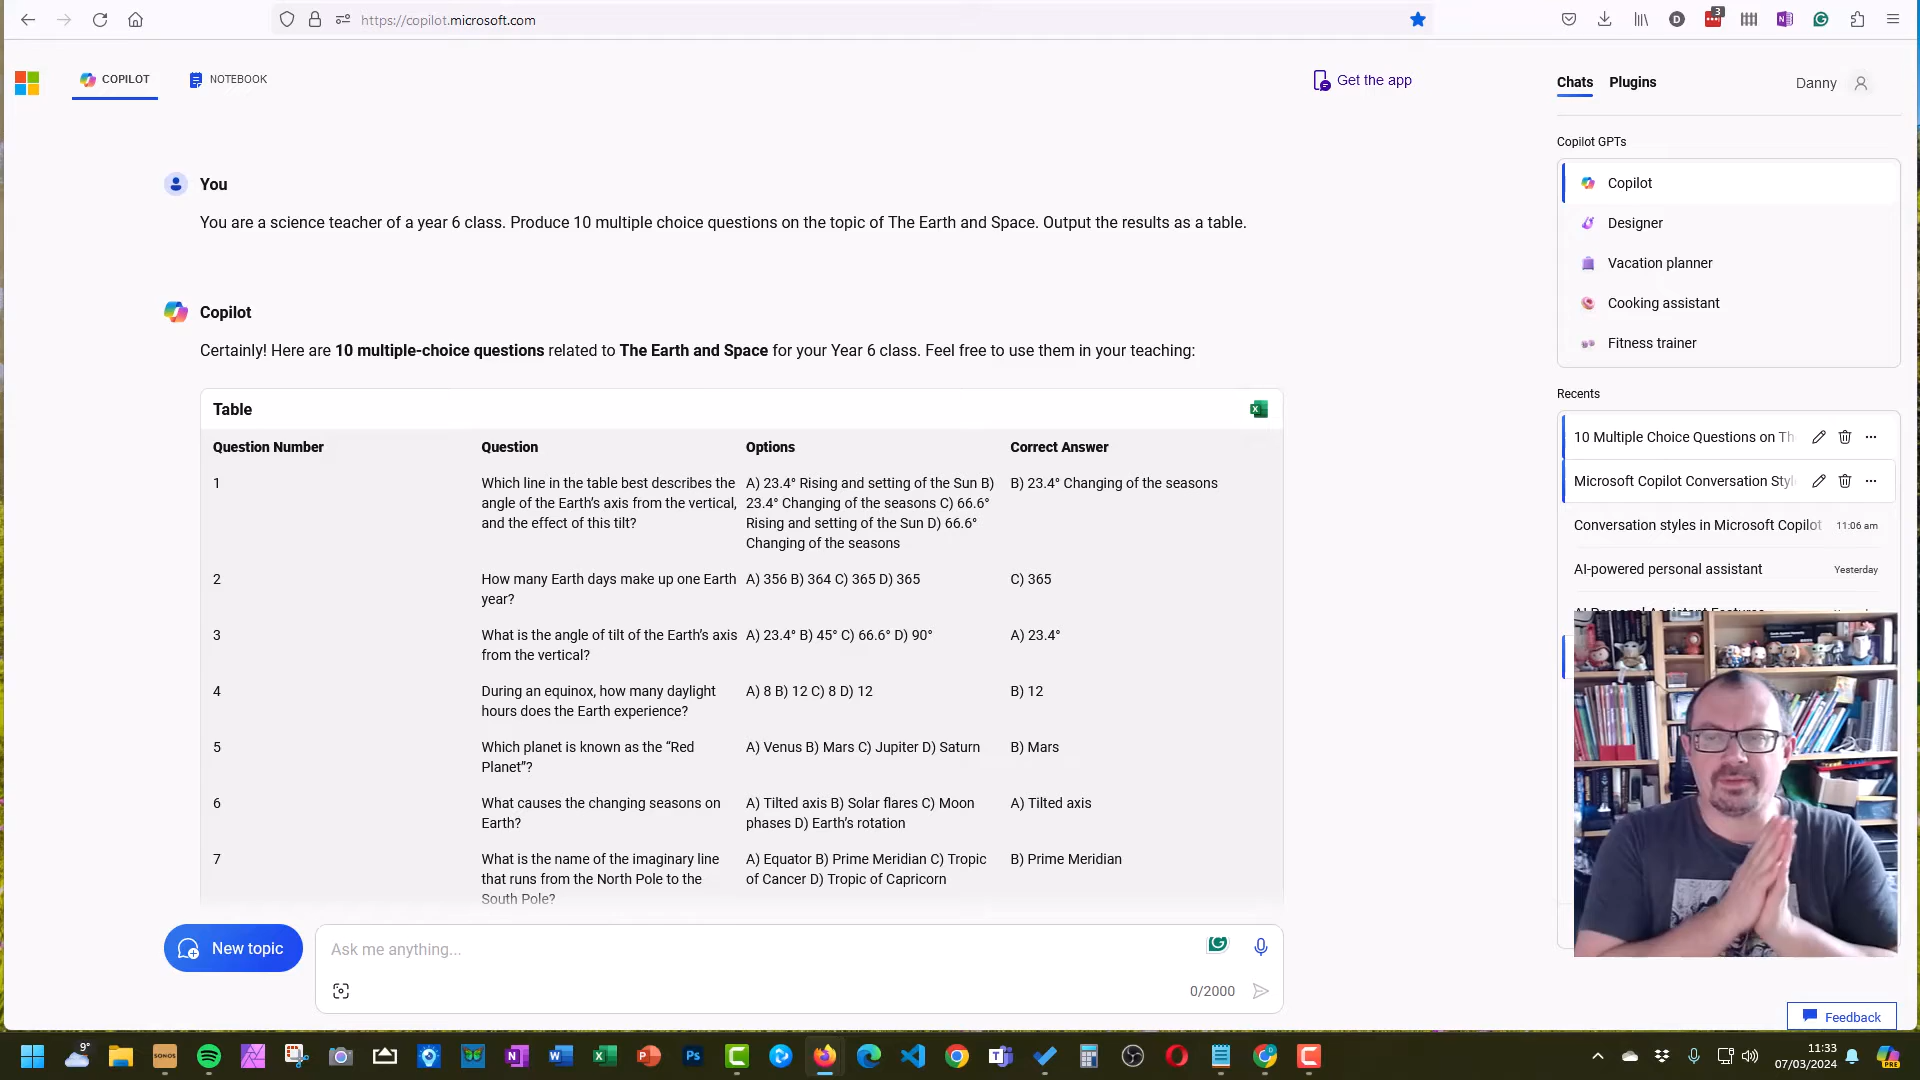 https://copilot.microsoft.com
3
COPILOT
NOTEBOOK
Get the app
Chats
Plugins
Danny
Copilot GPTs
Copilot
Designer
Vacation planner
Cooking assistant
Fitness trainer
Recents
10 Multiple Choice Questions on Th
Microsoft Copilot Conversation Styl
Conversation styles in Microsoft Copilot 11:06 am
AI-powered personal assistant Yesterday
AI Personal Assistant Features
You
You are a science teacher of a year 6 class. Produce 10 multiple choice questions on the topic of The Earth and Space. Output the results as a table.
Copilot
Certainly! Here are 10 multiple-choice questions related to The Earth and Space for your Year 6 class. Feel free to use them in your teaching:
Table
Question Number Question Options Correct Answer
1 Which line in the table best describes the A) 23.4° Rising and setting of the Sun B) B) 23.4° Changing of the seasons
angle of the Earth's axis from the vertical, 23.4° Changing of the seasons C) 66.6°
and the effect of this tilt? Rising and setting of the Sun D) 66.6°
Changing of the seasons
2 How many Earth days make up one Earth A) 356 B) 364 C) 365 D) 365 C) 365
year?
3 What is the angle of tilt of the Earth's axis A) 23.4° B) 45° C) 66.6° D) 90° A) 23.4°
from the vertical?
4 During an equinox, how many daylight A) 8 B) 12 C) 8 D) 12 B) 12
hours does the Earth experience?
5 Which planet is known as the “Red A) Venus B) Mars C) Jupiter D) Saturn B) Mars
Planet”?
6 What causes the changing seasons on A) Tilted axis B) Solar flares C) Moon A) Tilted axis
Earth? phases D) Earth's rotation
7 What is the name of the imaginary line A) Equator B) Prime Meridian C) Tropic B) Prime Meridian
that runs from the North Pole to the of Cancer D) Tropic of Capricorn
South Pole?
New topic
Ask me anything...
0/2000
Feedback
9°
SONOS
11:33
07/03/2024
PRE